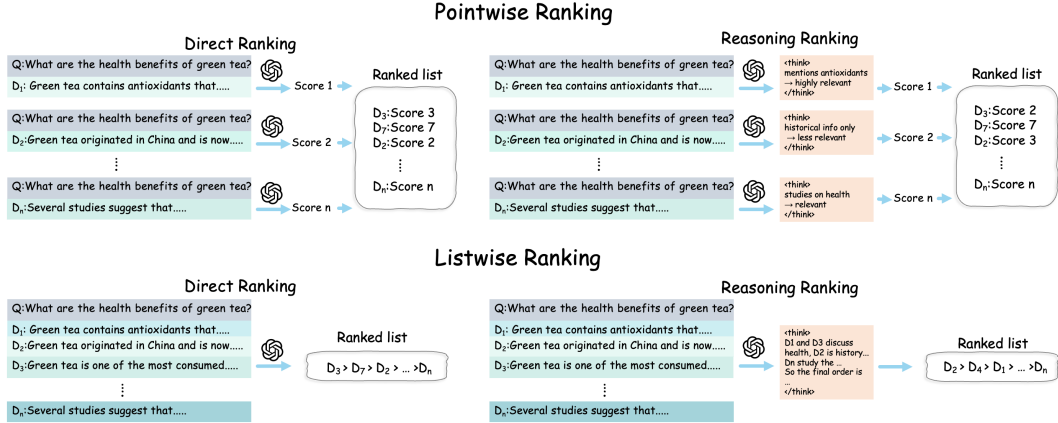 Pointwise Ranking
Direct Ranking
Q:What are the health benefits of green tea?
D₁: Green tea contains antioxidants that.....
Score 1
Q:What are the health benefits of green tea?
D₂:Green tea originated in China and is now.....
Score 2
⋮
Q:What are the health benefits of green tea?
Dₙ:Several studies suggest that.....
Score n
Ranked list
D₃:Score 3
D₇:Score 7
D₂:Score 2
⋮
Dₙ:Score n
Reasoning Ranking
Q:What are the health benefits of green tea?
D₁: Green tea contains antioxidants that.....
<think>
mentions antioxidants
→ highly relevant
</think>
Score 1
Q:What are the health benefits of green tea?
D₂:Green tea originated in China and is now.....
<think>
historical info only
→ less relevant
</think>
Score 2
⋮
Q:What are the health benefits of green tea?
Dₙ:Several studies suggest that.....
<think>
studies on health
→ relevant
</think>
Score n
Ranked list
D₃:Score 2
D₇:Score 7
D₂:Score 3
⋮
Dₙ:Score n
Listwise Ranking
Direct Ranking
Q:What are the health benefits of green tea?
D₁: Green tea contains antioxidants that.....
D₂:Green tea originated in China and is now.....
D₃:Green tea is one of the most consumed.....
⋮
Dₙ:Several studies suggest that.....
Ranked list
D₃ > D₇ > D₂ > ... >Dₙ
Reasoning Ranking
Q:What are the health benefits of green tea?
D₁: Green tea contains antioxidants that.....
D₂:Green tea originated in China and is now.....
D₃:Green tea is one of the most consumed.....
⋮
Dₙ:Several studies suggest that.....
<think>
D1 and D3 discuss
health, D2 is history...
Dn study the ...
So the final order is
...
</think>
Ranked list
D₂ > D₄ > D₁ > ... >Dₙ